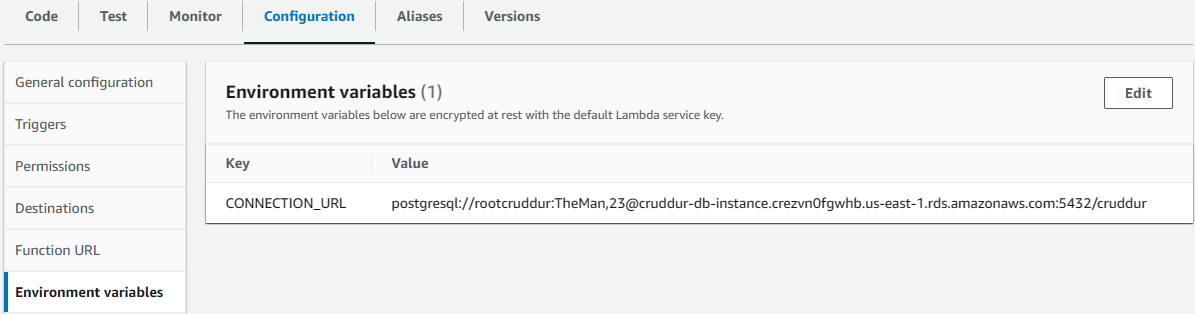 Code Test Monitor Configuration Aliases Versions
General configuration
Triggers
Permissions
Destinations
Function URL
Environment variables
Environment variables (1)
Edit
The environment variables below are encrypted at rest with the default Lambda service key.
Key Value
CONNECTION_URL postgresql://rootcruddur:TheMan,23@cruddur-db-instance.crezvn0fgwhb.us-east-1.rds.amazonaws.com:5432/cruddur